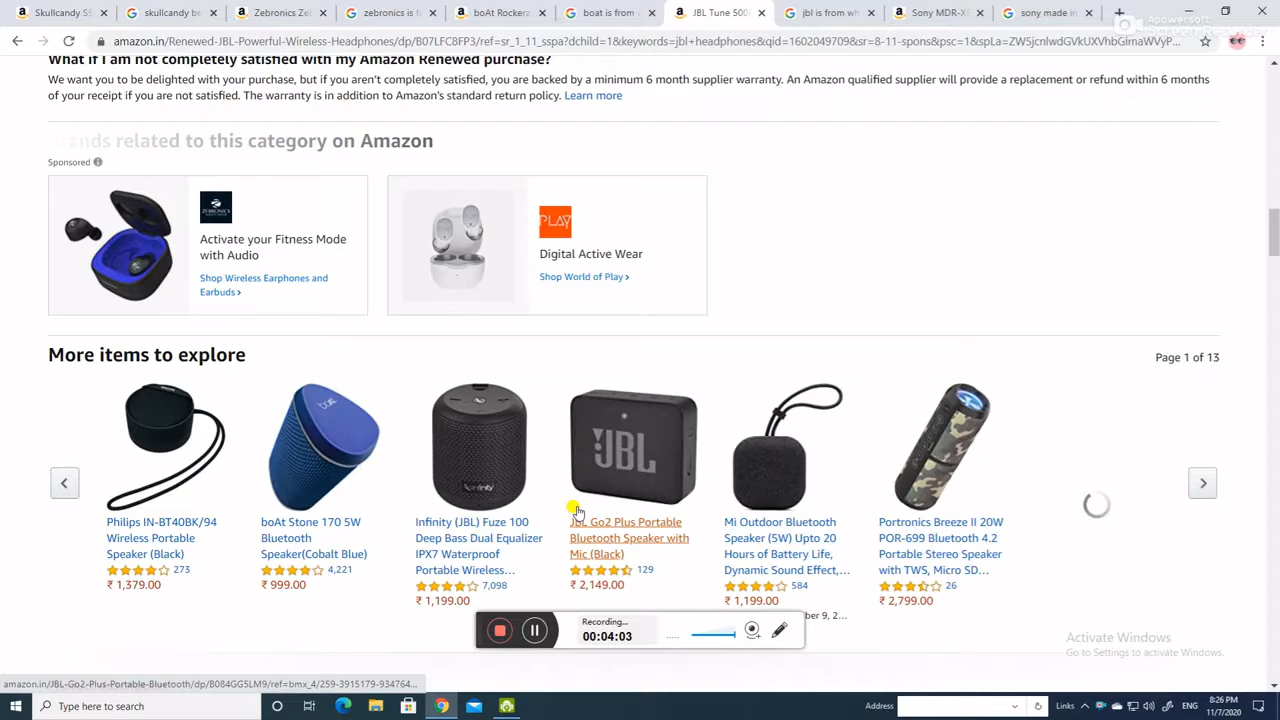 Skullcandy S:
skullcandy be
Zebronics Zel
zebronics is f
boAt Rockerz
boat is from c
JBL Tune 500
jbl is from wh
Sony MDR-XE
sony made in
Apowersoft
Screen Recorder
amazon.in/Renewed-JBL-Powerful-Wireless-Headphones/dp/B07LFC8FP3/ref=sr_1_11_sspa?dchild=1&keywords=jbl+headphones&qid=1602049709&sr=8-11-spons&psc=1&spLa=
What if I am not completely satisfied with my Amazon Renewed purchase?
We want you to be delighted with your purchase, but if you aren't completely satisfied, you are backed by a minimum 6 month supplier warranty. An Amazon qualified supplier will provide a replacement or refund within 6 months
of your receipt if you are not satisfied. The warranty is in addition to Amazon's standard return policy. Learn more
ands related to this category on Amazon
Sponsored
ZEBRONICS
Activate your Fitness Mode
with Audio
Shop Wireless Earphones and
Earbuds ›
PLAY
Digital Active Wear
Shop World of Play ›
More items to explore
Page 1 of 13
infinity
JBL
Philips IN-BT40BK/94
Wireless Portable
Speaker (Black)
273
₹ 1,379.00
boAt Stone 170 5W
Bluetooth
Speaker(Cobalt Blue)
4,221
₹ 999.00
Infinity (JBL) Fuze 100
Deep Bass Dual Equalizer
IPX7 Waterproof
Portable Wireless...
7,098
₹ 1,199.00
JBL Go2 Plus Portable
Bluetooth Speaker with
Mic (Black)
129
₹ 2,149.00
Mi Outdoor Bluetooth
Speaker (5W) Upto 20
Hours of Battery Life,
Dynamic Sound Effect,...
584
₹ 1,199.00
ber 9, 2...
Portronics Breeze II 20W
POR-699 Bluetooth 4.2
Portable Stereo Speaker
with TWS, Micro SD...
26
₹ 2,799.00
Recording...
00:04:03
Activate Windows
Go to Settings to activate Windows.
amazon.in/JBL-Go2-Plus-Portable-Bluetooth/dp/B084GG5LM9/ref=bmx_4/259-3915179-934764...
Type here to search
Address
Links
8:26 PM
11/7/2020